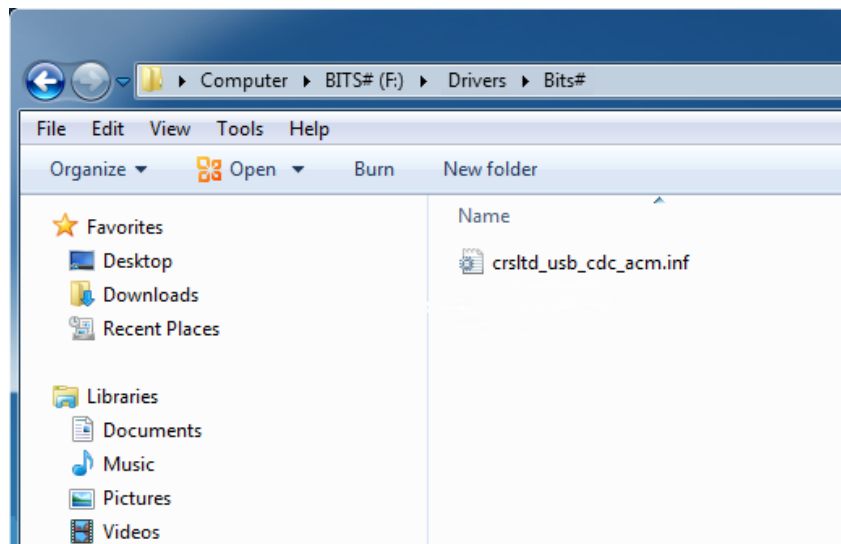 Computer BITS# (F:) Drivers Bits#
File Edit View Tools Help
Organize Open Burn New folder
Favorites
Desktop
Downloads
Recent Places
Libraries
Documents
Music
Pictures
Videos
Name
crsltd_usb_cdc_acm.inf